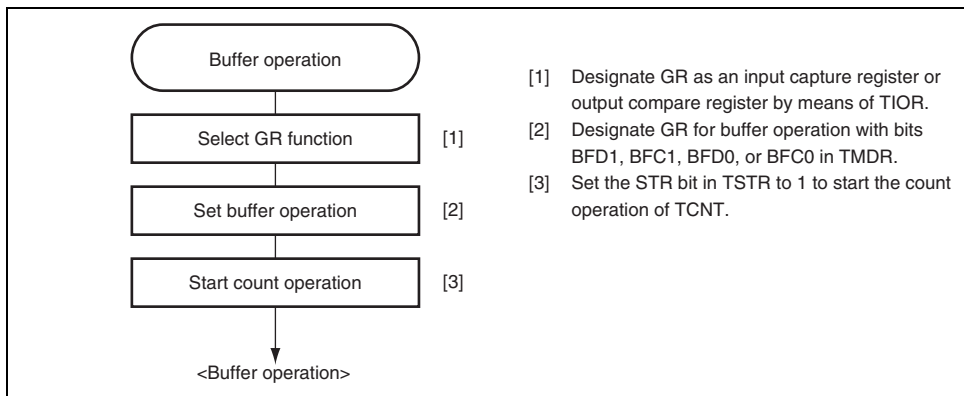 Buffer operation
Select GR function
[1]
Set buffer operation
[2]
Start count operation
[3]
<Buffer operation>
[1] Designate GR as an input capture register or
output compare register by means of TIOR.
[2] Designate GR for buffer operation with bits
BFD1, BFC1, BFD0, or BFC0 in TMDR.
[3] Set the STR bit in TSTR to 1 to start the count
operation of TCNT.